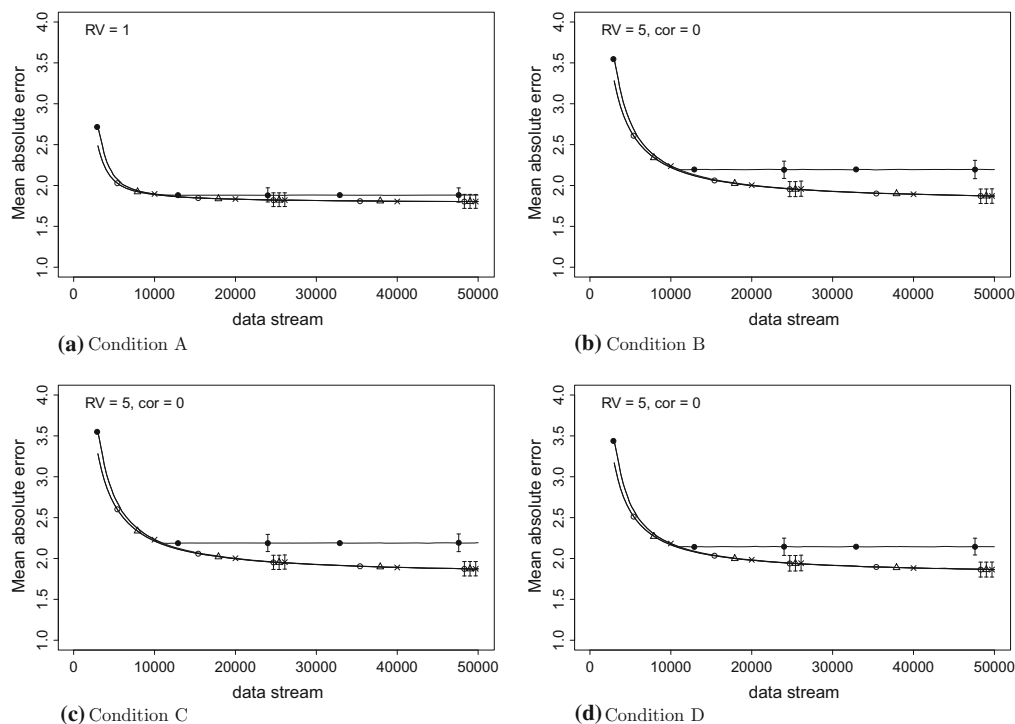 RV = 1
Mean absolute error
4.0
3.5
3.0
2.5
2.0
1.5
1.0
0 10000 20000 30000 40000 50000
data stream
(a) Condition A
RV = 5, cor = 0
Mean absolute error
4.0
3.5
3.0
2.5
2.0
1.5
1.0
0 10000 20000 30000 40000 50000
data stream
(b) Condition B
RV = 5, cor = 0
Mean absolute error
4.0
3.5
3.0
2.5
2.0
1.5
1.0
0 10000 20000 30000 40000 50000
data stream
(c) Condition C
RV = 5, cor = 0
Mean absolute error
4.0
3.5
3.0
2.5
2.0
1.5
1.0
0 10000 20000 30000 40000 50000
data stream
(d) Condition D